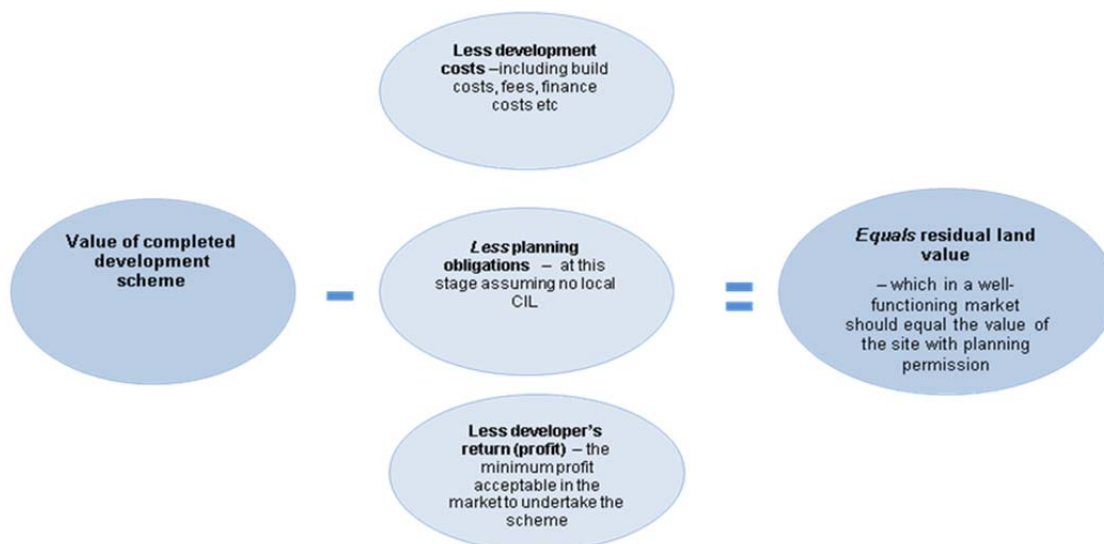 Less development
costs –including build
costs, fees, finance
costs etc
Value of completed
development
scheme
-
Less planning
obligations – at this
stage assuming no local
CIL
=
Equals residual land
value
– which in a well-
functioning market
should equal the value of
the site with planning
permission
Less developer's
return (profit) – the
minimum profit
acceptable in the
market to undertake the
scheme